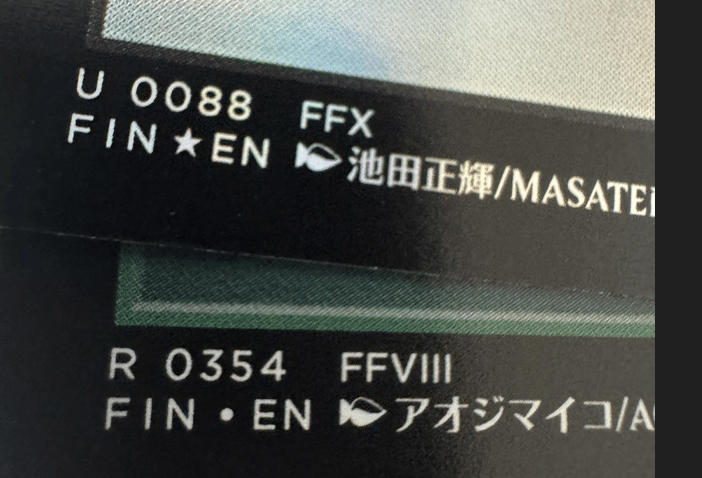 U 0088 FFX
FIN★EN 池田正輝/MASATE
R 0354 FFVIII
FIN•EN アオジマイコ/A